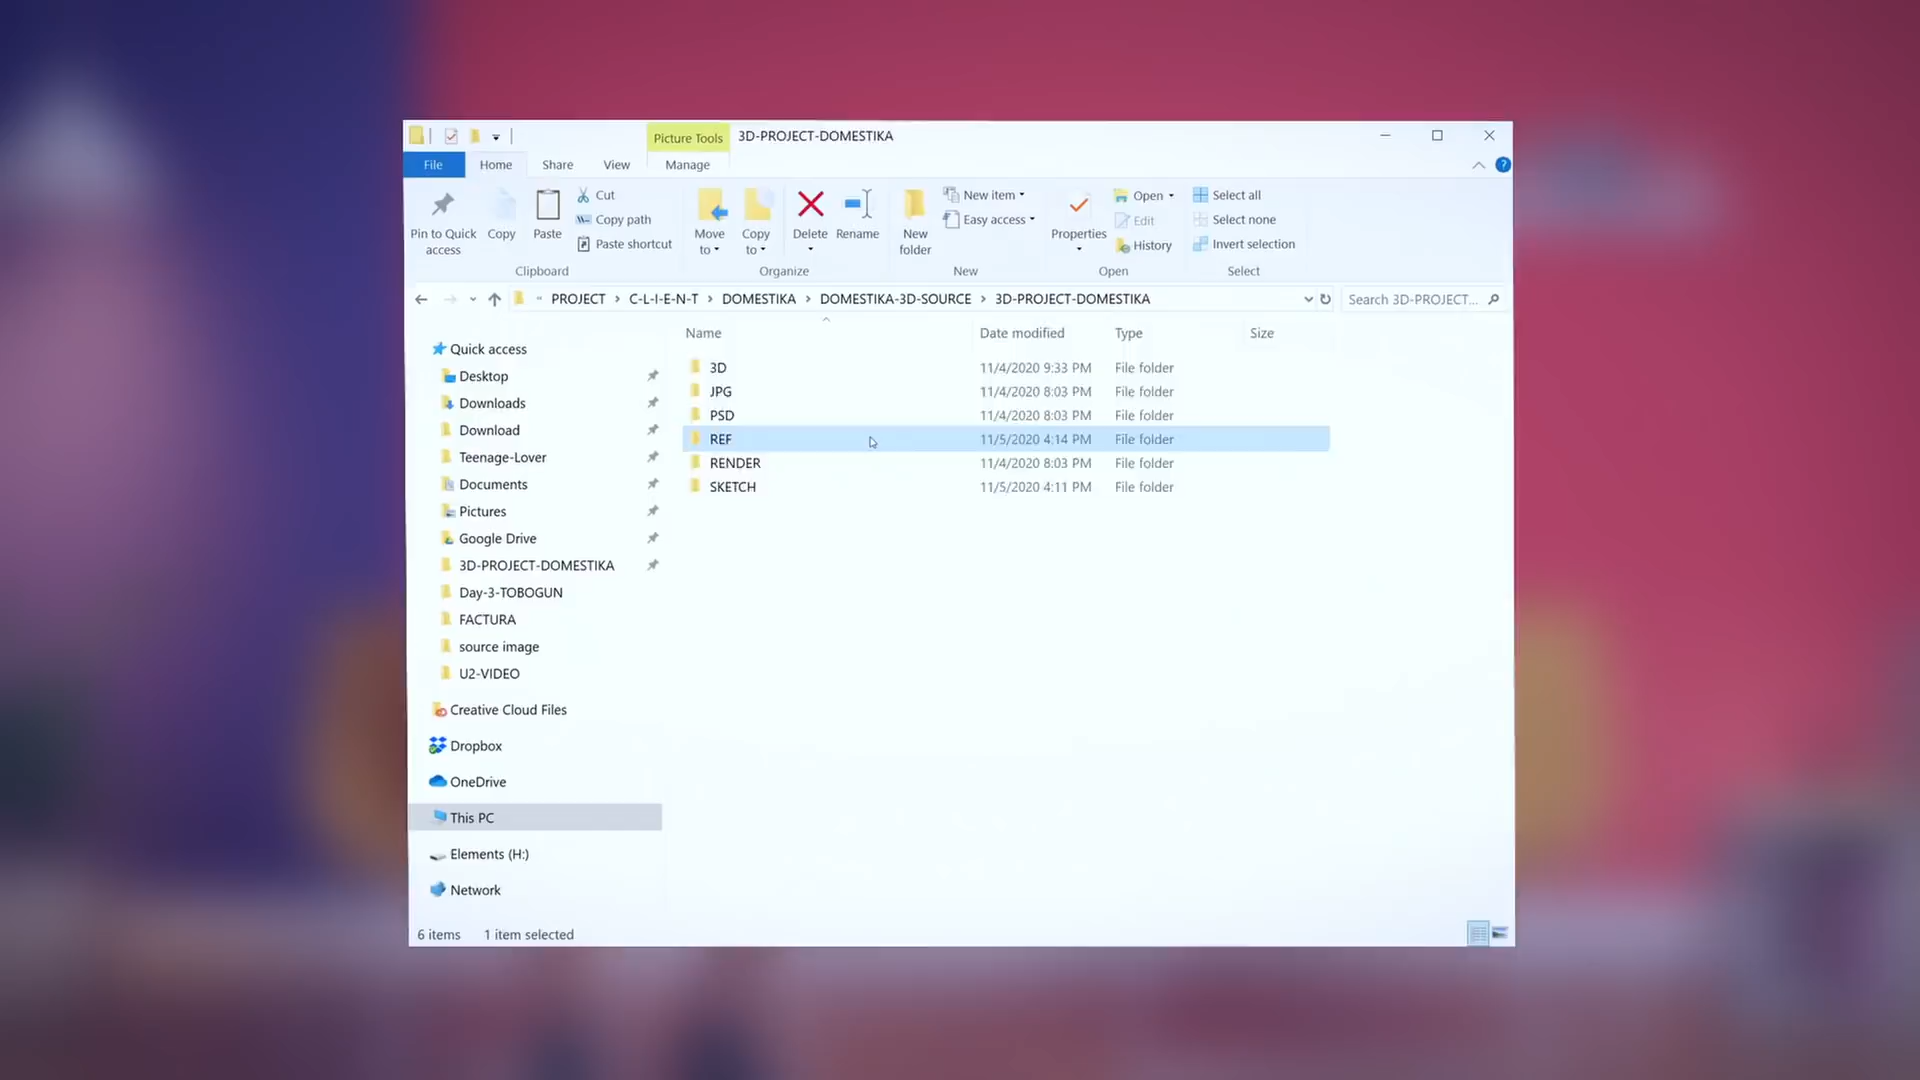 Picture Tools 3D-PROJECT-DOMESTIKA
File Home Share View Manage
Pin to Quick access
Copy
Paste
Cut
Copy path
Paste shortcut
Move to
Copy to
Delete
Rename
New folder
New item
Easy access
Properties
Open
Edit
History
Select all
Select none
Invert selection
Clipboard Organize New Open Select
« PROJECT › C-L-I-E-N-T › DOMESTIKA › DOMESTIKA-3D-SOURCE › 3D-PROJECT-DOMESTIKA
Search 3D-PROJECT...
Quick access
Desktop
Downloads
Download
Teenage-Lover
Documents
Pictures
Google Drive
3D-PROJECT-DOMESTIKA
Day-3-TOBOGUN
FACTURA
source image
U2-VIDEO
Creative Cloud Files
Dropbox
OneDrive
This PC
Elements (H:)
Network
Name Date modified Type Size
3D 11/4/2020 9:33 PM File folder
JPG 11/4/2020 8:03 PM File folder
PSD 11/4/2020 8:03 PM File folder
REF 11/5/2020 4:14 PM File folder
RENDER 11/4/2020 8:03 PM File folder
SKETCH 11/5/2020 4:11 PM File folder
6 items 1 item selected